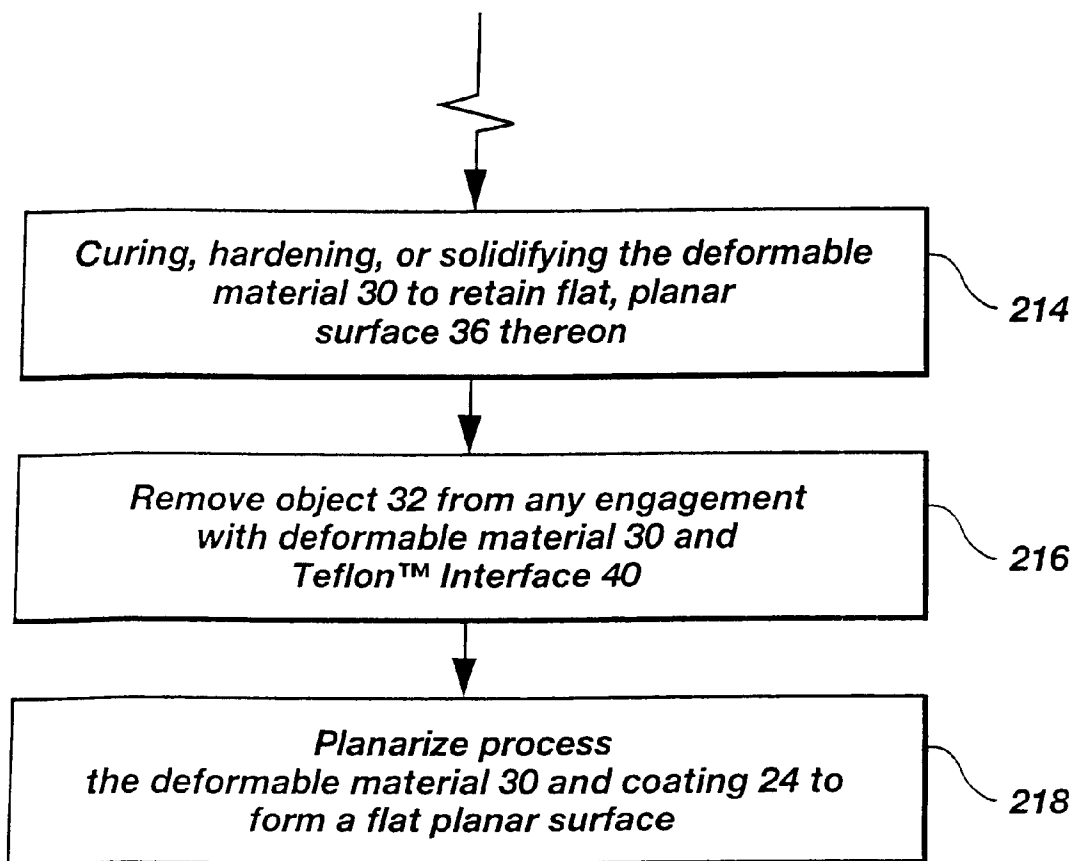 Curing, hardening, or solidifying the deformable
material 30 to retain flat, planar
surface 36 thereon
214
Remove object 32 from any engagement
with deformable material 30 and
Teflon™ Interface 40
216
Planarize process
the deformable material 30 and coating 24 to
form a flat planar surface
218